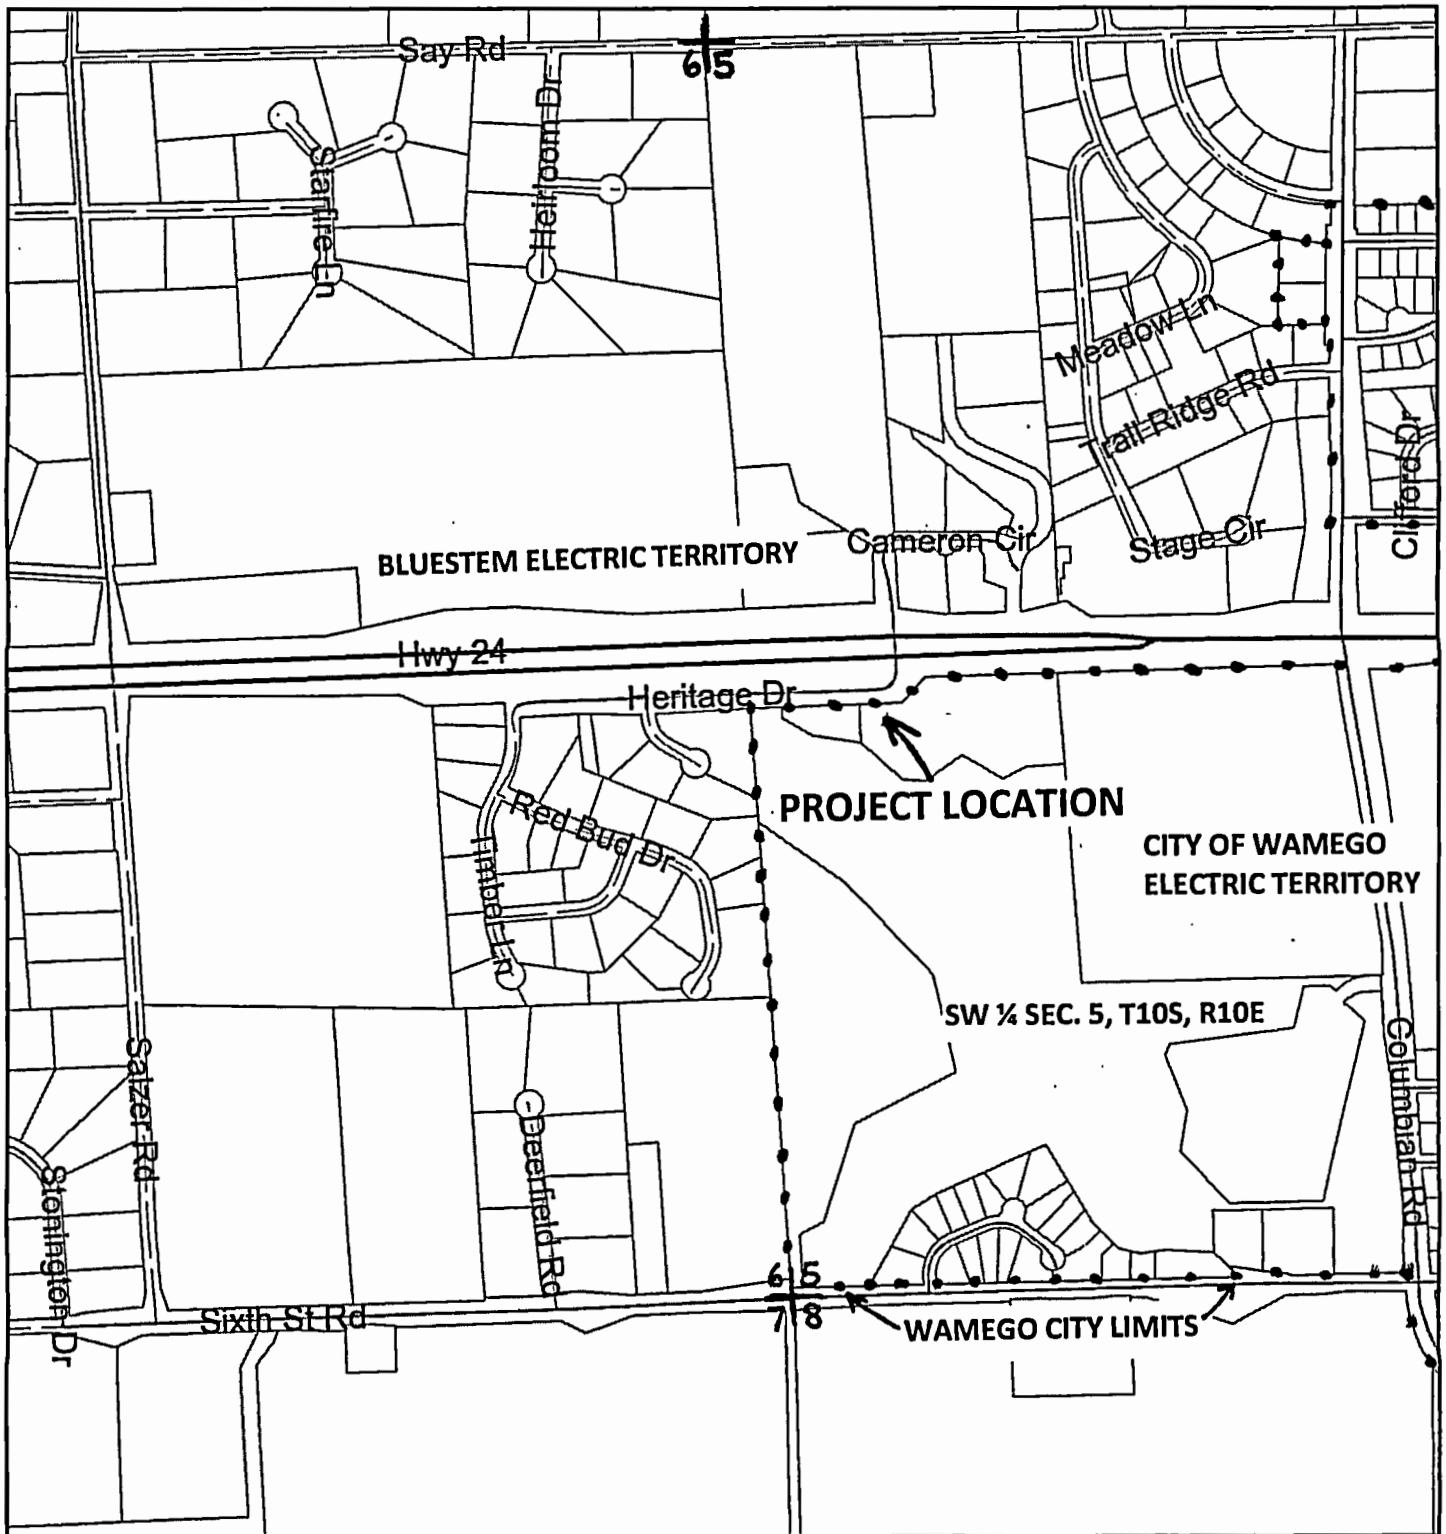 Say Rd
6 5
Starfire Ln
Heirloom Dr
Meadow Ln
Trail Ridge Rd
Clifford Dr
Cameron Cir
Stage Cir
BLUESTEM ELECTRIC TERRITORY
Hwy 24
Heritage Dr
PROJECT LOCATION
CITY OF WAMEGO
ELECTRIC TERRITORY
Red Bud Dr
Timber Ln
SW ¼ SEC. 5, T10S, R10E
Salzer Rd
Columbian Rd
Stonington Dr
Deerfield Rd
6 5
7 8
Sixth St Rd
WAMEGO CITY LIMITS